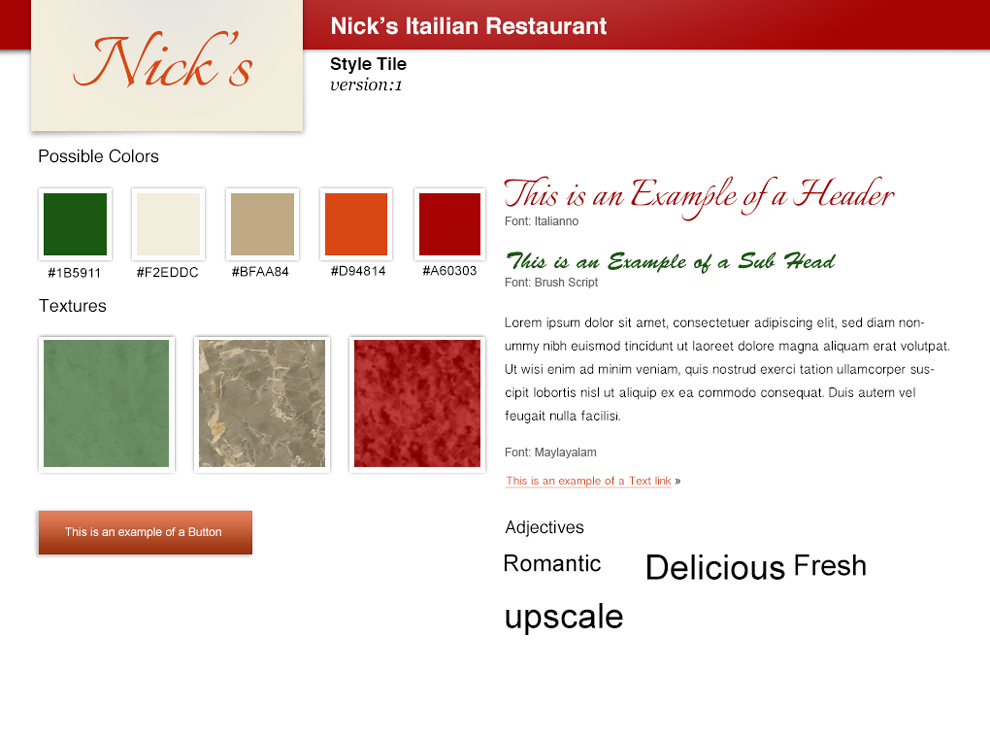 Nick's
Nick's Itailian Restaurant
Style Tile
version:1
Possible Colors
#1B5911
#F2EDDC
#BFAA84
#D94814
#A60303
Textures
This is an example of a Button
This is an Example of a Header
Font: Italianno
This is an Example of a Sub Head
Font: Brush Script
Lorem ipsum dolor sit amet, consectetuer adipiscing elit, sed diam non-
ummy nibh euismod tincidunt ut laoreet dolore magna aliquam erat volutpat.
Ut wisi enim ad minim veniam, quis nostrud exerci tation ullamcorper sus-
cipit lobortis nisl ut aliquip ex ea commodo consequat. Duis autem vel
feugait nulla facilisi.
Font: Maylayalam
This is an example of a Text link »
Adjectives
Romantic
Delicious Fresh
upscale